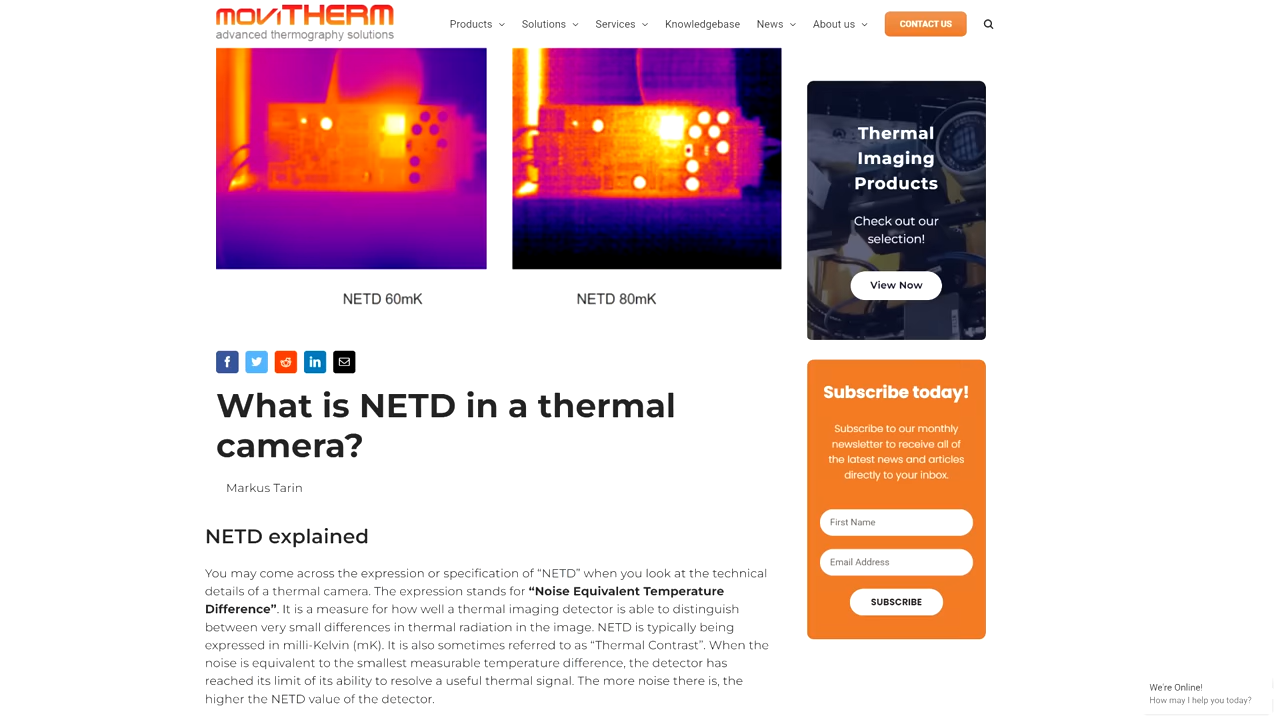 moviTHERM
advanced thermography solutions
Products
Solutions
Services
Knowledgebase
News
About us
CONTACT US
NETD 60mK
NETD 80mK
Thermal
Imaging
Products
Check out our
selection!
View Now
What is NETD in a thermal
camera?
Markus Tarin
NETD explained
You may come across the expression or specification of “NETD” when you look at the technical
details of a thermal camera. The expression stands for “Noise Equivalent Temperature
Difference”. It is a measure for how well a thermal imaging detector is able to distinguish
between very small differences in thermal radiation in the image. NETD is typically being
expressed in milli-Kelvin (mK). It is also sometimes referred to as “Thermal Contrast”. When the
noise is equivalent to the smallest measurable temperature difference, the detector has
reached its limit of its ability to resolve a useful thermal signal. The more noise there is, the
higher the NETD value of the detector.
Subscribe today!
Subscribe to our monthly
newsletter to receive all of
the latest news and articles
directly to your inbox.
First Name
Email Address
SUBSCRIBE
We're Online!
How may I help you today?